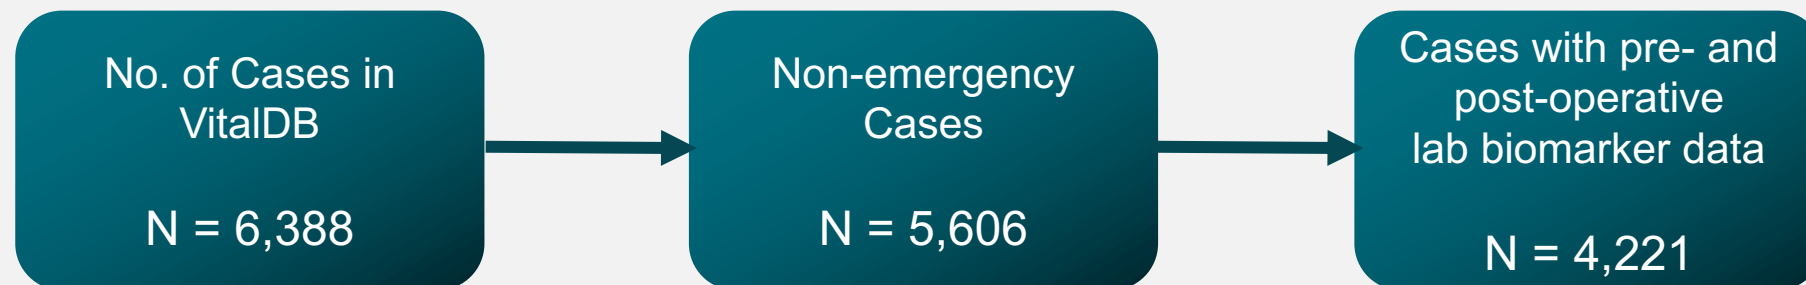 No. of Cases in
VitalDB
N = 6,388
Non-emergency
Cases
N = 5,606
Cases with pre- and
post-operative
lab biomarker data
N = 4,221